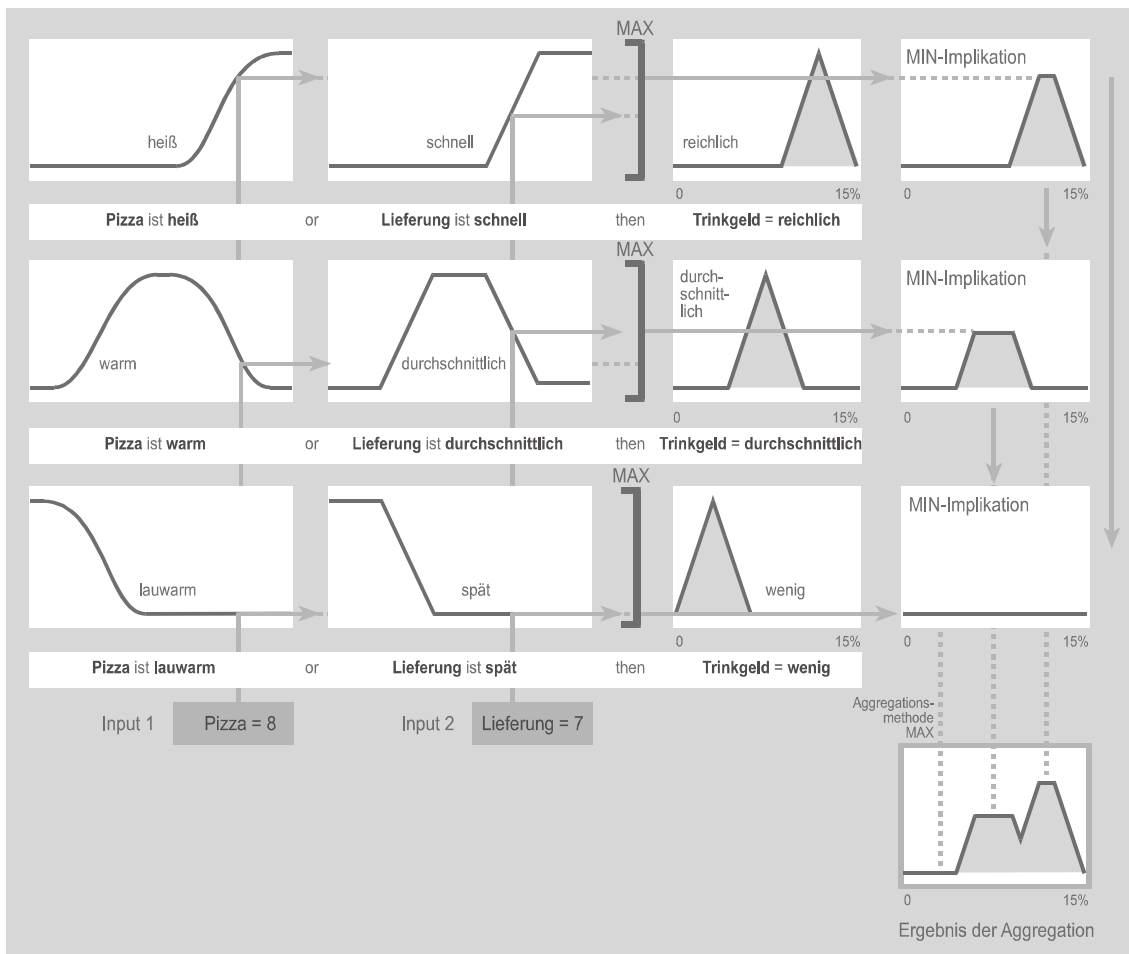 MAX
heiß
schnell
reichlich
MIN-Implikation
0 15%
0 15%
Pizza ist heiß or Lieferung ist schnell then Trinkgeld = reichlich
MAX
warm
durchschnittlich
durch-
schnitt-
lich
MIN-Implikation
0 15%
0 15%
Pizza ist warm or Lieferung ist durchschnittlich then Trinkgeld = durchschnittlich
MAX
lauwarm
spät
wenig
MIN-Implikation
0 15%
0 15%
Pizza ist lauwarm or Lieferung ist spät then Trinkgeld = wenig
Input 1 Pizza = 8 Input 2 Lieferung = 7
Aggregations-
methode
MAX
0 15%
Ergebnis der Aggregation